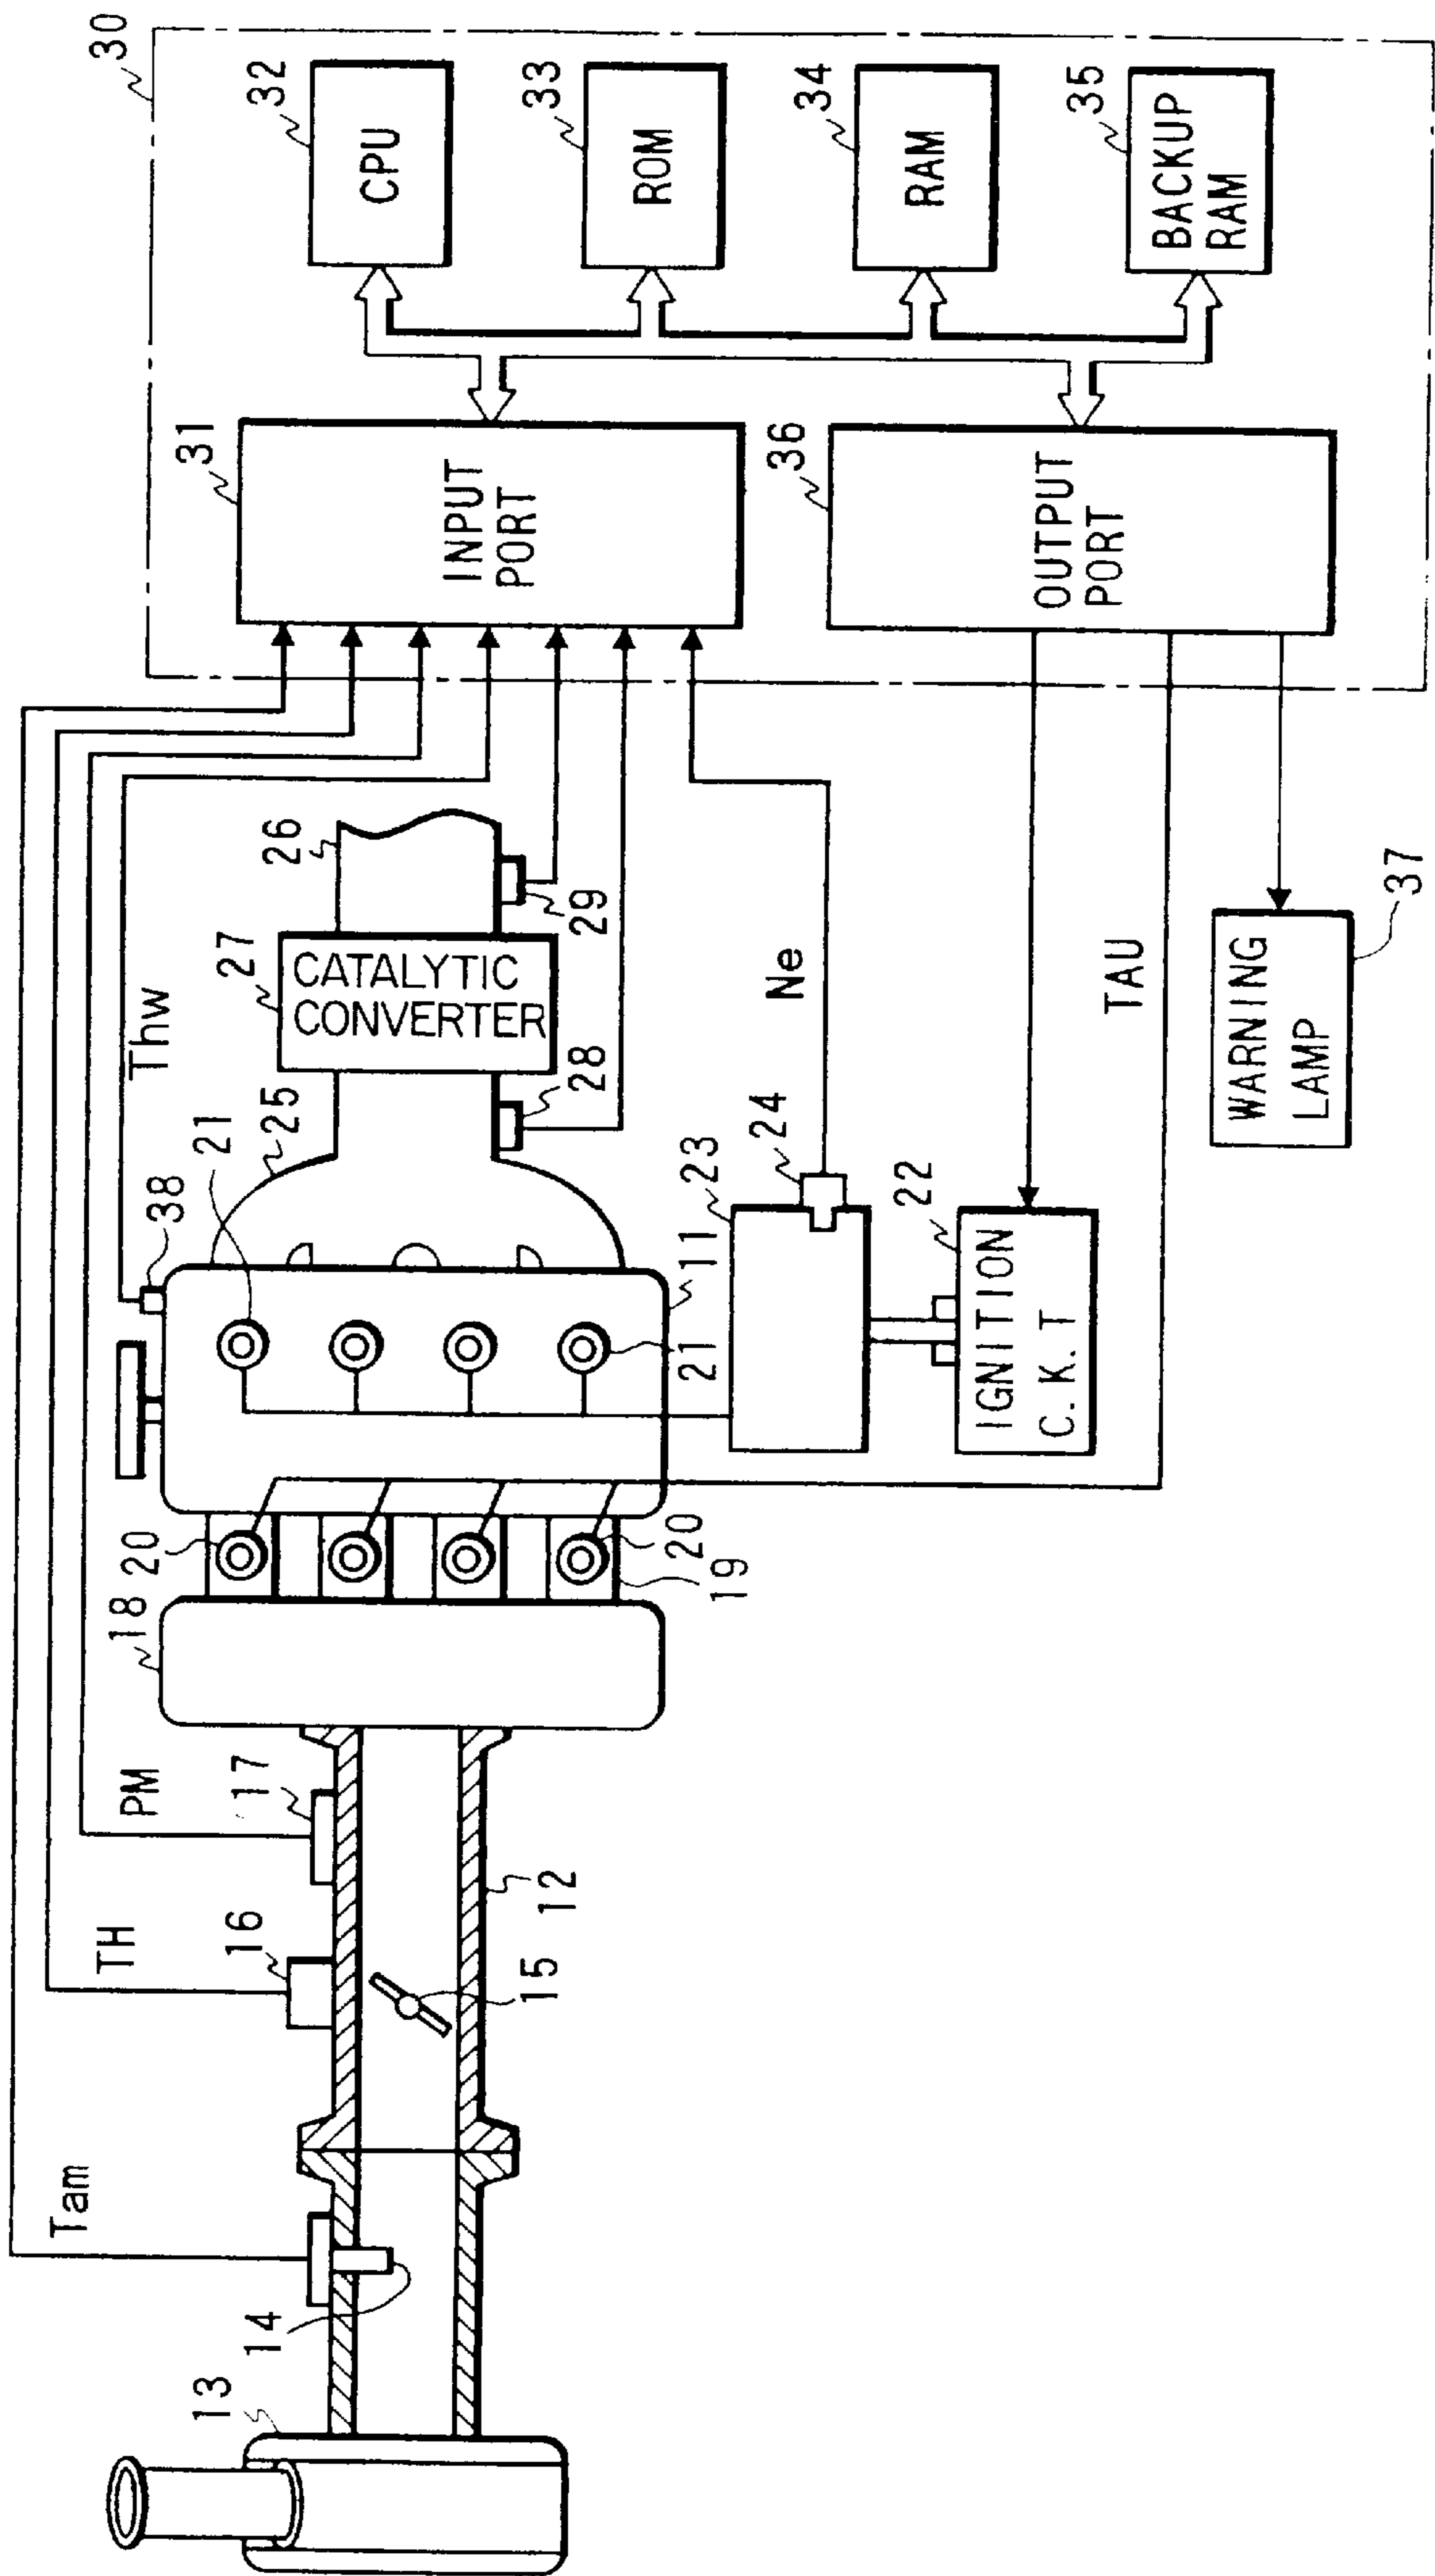 30
32
CPU
33
ROM
34
RAM
35
BACKUP
RAM
31
INPUT
PORT
36
OUTPUT
PORT
Tam
TH
PM
Thw
Ne
TAU
13
14
16
15
17
12
18
20
20
19
38
21
21
11
25
27
CATALYTIC
CONVERTER
26
28
29
23
24
22
IGNITION
C.K.T
WARNING
LAMP
37